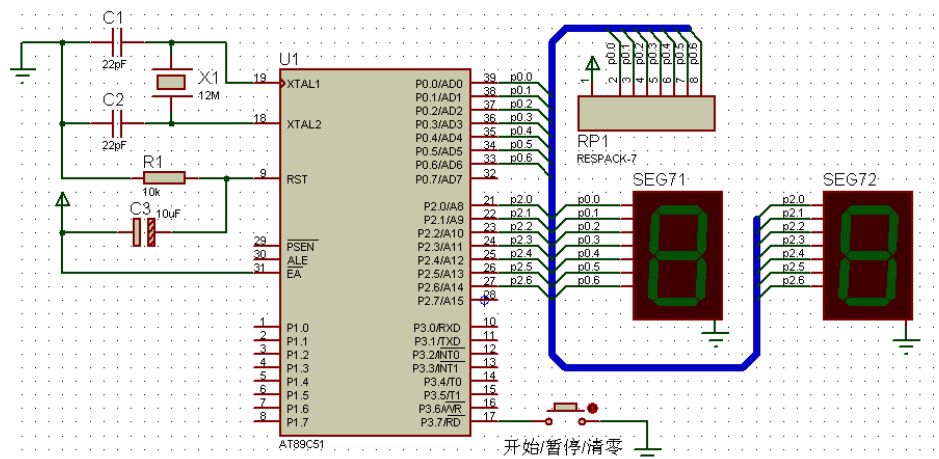 C1
22pF
X1
12M
C2
22pF
R1
10k
C3
10uF
U1
19
XTAL1
18
XTAL2
9
RST
29
PSEN
30
ALE
31
EA
1
P1.0
2
P1.1
3
P1.2
4
P1.3
5
P1.4
6
P1.5
7
P1.6
8
P1.7
P0.0/AD0
39
p0.0
P0.1/AD1
38
p0.1
P0.2/AD2
37
p0.2
P0.3/AD3
36
p0.3
P0.4/AD4
35
p0.4
P0.5/AD5
34
p0.5
P0.6/AD6
33
p0.6
P0.7/AD7
32
P2.0/A8
21
p2.0
P2.1/A9
22
p2.1
P2.2/A10
23
p2.2
P2.3/A11
24
p2.3
P2.4/A12
25
p2.4
P2.5/A13
26
p2.5
P2.6/A14
27
p2.6
P2.7/A15
28
P3.0/RXD
10
P3.1/TXD
11
P3.2/INT0
12
P3.3/INT1
13
P3.4/T0
14
P3.5/T1
15
P3.6/WR
16
P3.7/RD
17
AT89C51
1
2
3
4
5
6
7
8
p0.0
p0.1
p0.2
p0.3
p0.4
p0.5
p0.6
RP1
RESPACK-7
SEG71
p0.0
p0.1
p0.2
p0.3
p0.4
p0.5
p0.6
SEG72
p2.0
p2.1
p2.2
p2.3
p2.4
p2.5
p2.6
开始/暂停/清零